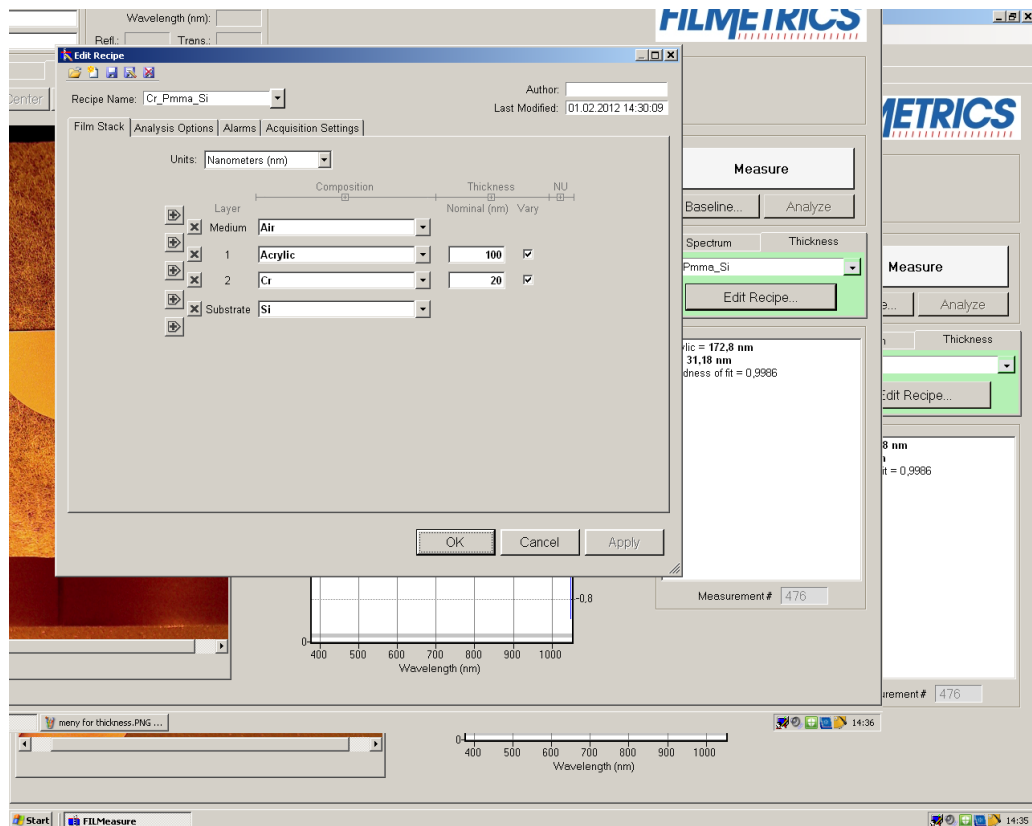 Wavelength (nm):
FILMETRICS
Refl.: Trans.:
Edit Recipe
Center
Recipe Name: Cr_Pmma_Si
Author:
Last Modified: 01.02.2012 14:30:09
Film Stack Analysis Options Alarms Acquisition Settings
Units: Nanometers (nm)
Composition Thickness NU
Layer Nominal (nm) Vary
Medium Air
1 Acrylic 100
2 Cr 20
Substrate Si
OK Cancel Apply
Measure
Baseline... Analyze
Spectrum Thickness
Pmma_Si
Edit Recipe...
lic = 172,8 nm
31,18 nm
dness of fit = 0,9986
Measurement # 476
ETRICS
Measure
Analyze
Thickness
Edit Recipe...
8 nm
it = 0,9986
urement # 476
-0,8
0
400 500 600 700 800 900 1000
Wavelength (nm)
meny for thickness.PNG ...
14:36
0
400 500 600 700 800 900 1000
Wavelength (nm)
Start FILMeasure
14:35